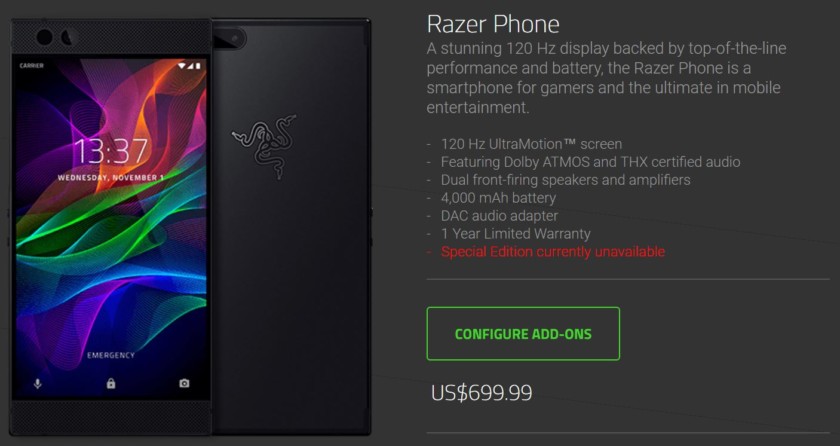 CARRIER
13:37
WEDNESDAY, NOVEMBER 1
EMERGENCY
Razer Phone
A stunning 120 Hz display backed by top-of-the-line
performance and battery, the Razer Phone is a
smartphone for gamers and the ultimate in mobile
entertainment.
- 120 Hz UltraMotion™ screen
- Featuring Dolby ATMOS and THX certified audio
- Dual front-firing speakers and amplifiers
- 4,000 mAh battery
- DAC audio adapter
- 1 Year Limited Warranty
- Special Edition currently unavailable
CONFIGURE ADD-ONS
US$699.99